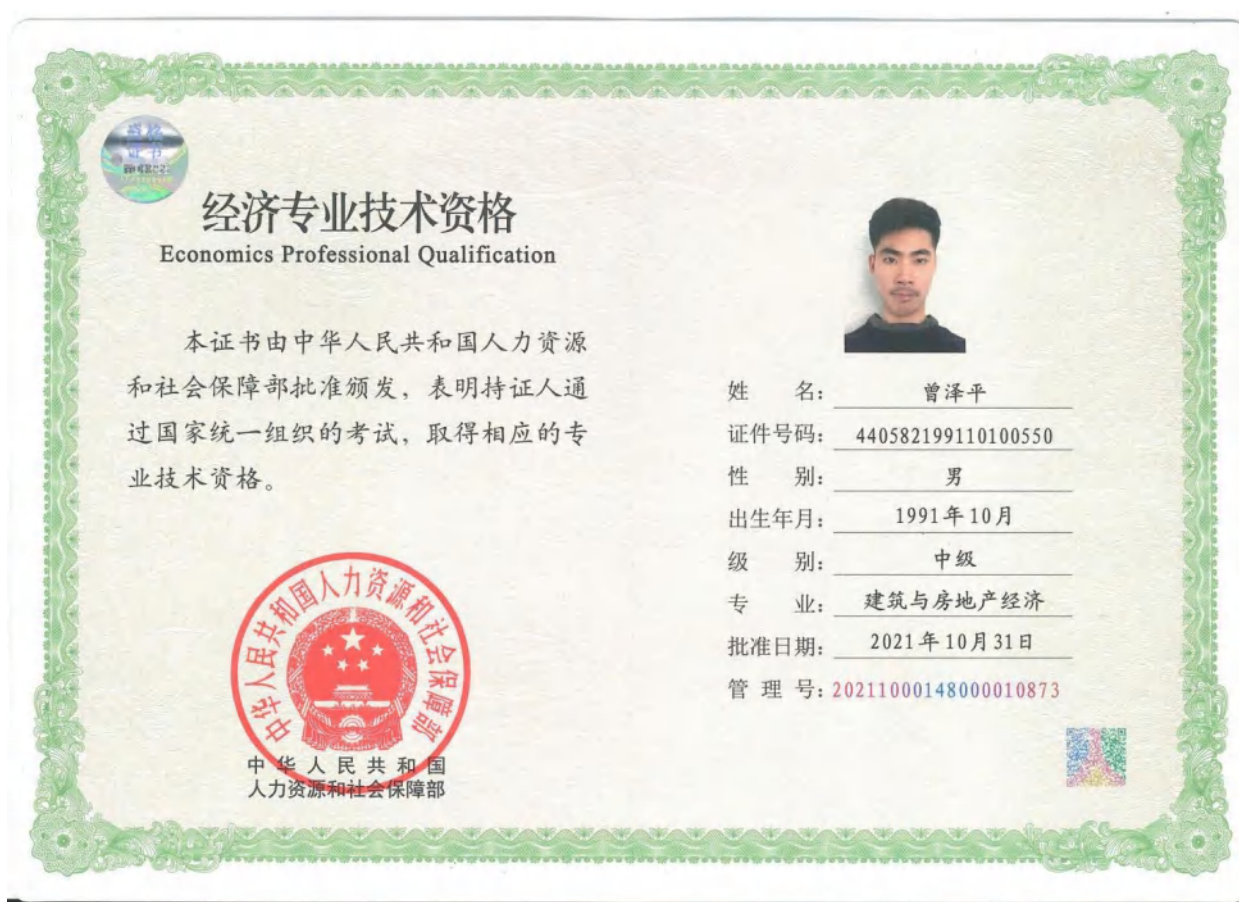 资格
证书
经济专业技术资格
Economics Professional Qualification
本证书由中华人民共和国人力资源
和社会保障部批准颁发，表明持证人通
过国家统一组织的考试，取得相应的专
业技术资格。
中华人民共和国人力资源和社会保障部
中华人民共和国
人力资源和社会保障部
姓 名： 曾泽平
证件号码： 440582199110100550
性 别： 男
出生年月： 1991年10月
级 别： 中级
专 业： 建筑与房地产经济
批准日期： 2021年10月31日
管 理 号： 20211000148000010873